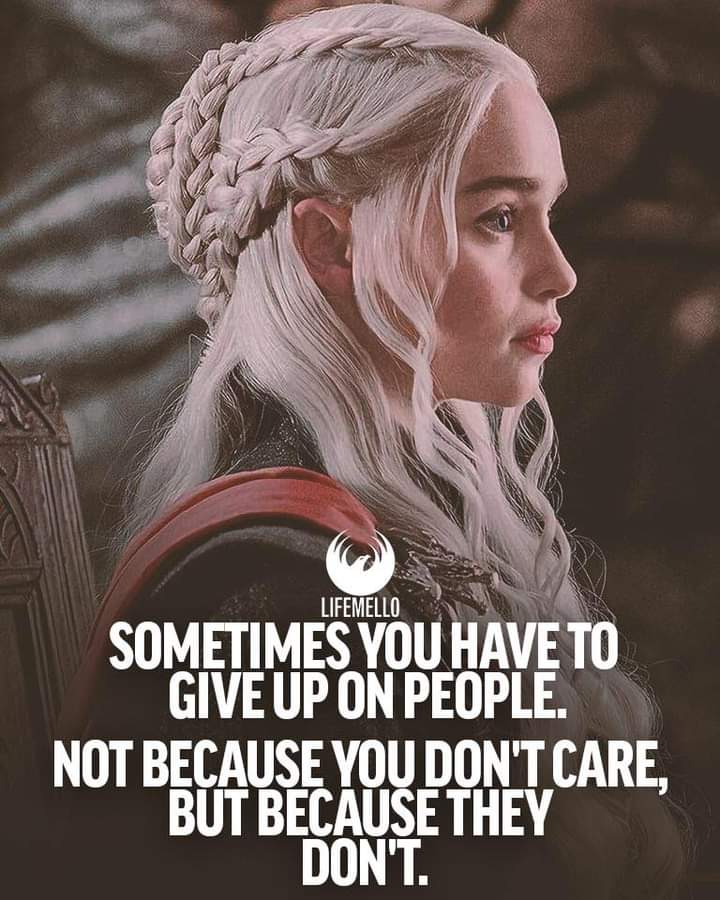 LIFEMELLO
SOMETIMES YOU HAVE TO
GIVE UP ON PEOPLE.
NOT BECAUSE YOU DON'T CARE,
BUT BECAUSE THEY
DON'T.